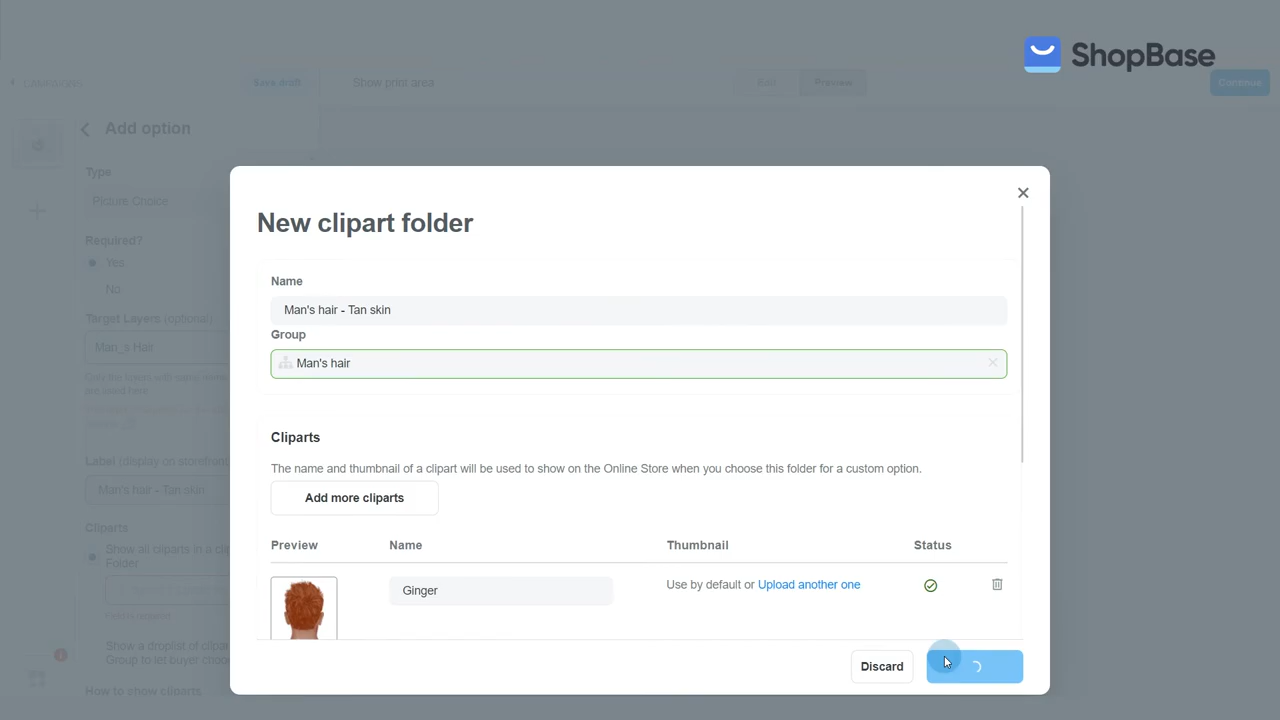 ShopBase
CAMPAIGNS
Save draft
Show print area
Edit
Preview
Continue
Add option
Type
Picture Choice
Required?
Yes
No
Target Layers (optional)
Man_s Hair
Label (display on storefront
Man's hair - Tan skin
Cliparts
Show all cliparts in a cli
Folder
Show a droplist of clipar
Group to let buyer choo
How to show cliparts
New clipart folder
Name
Man's hair - Tan skin
Group
Man's hair
Cliparts
The name and thumbnail of a clipart will be used to show on the Online Store when you choose this folder for a custom option.
Add more cliparts
Preview Name Thumbnail Status
Ginger
Use by default or Upload another one
Discard